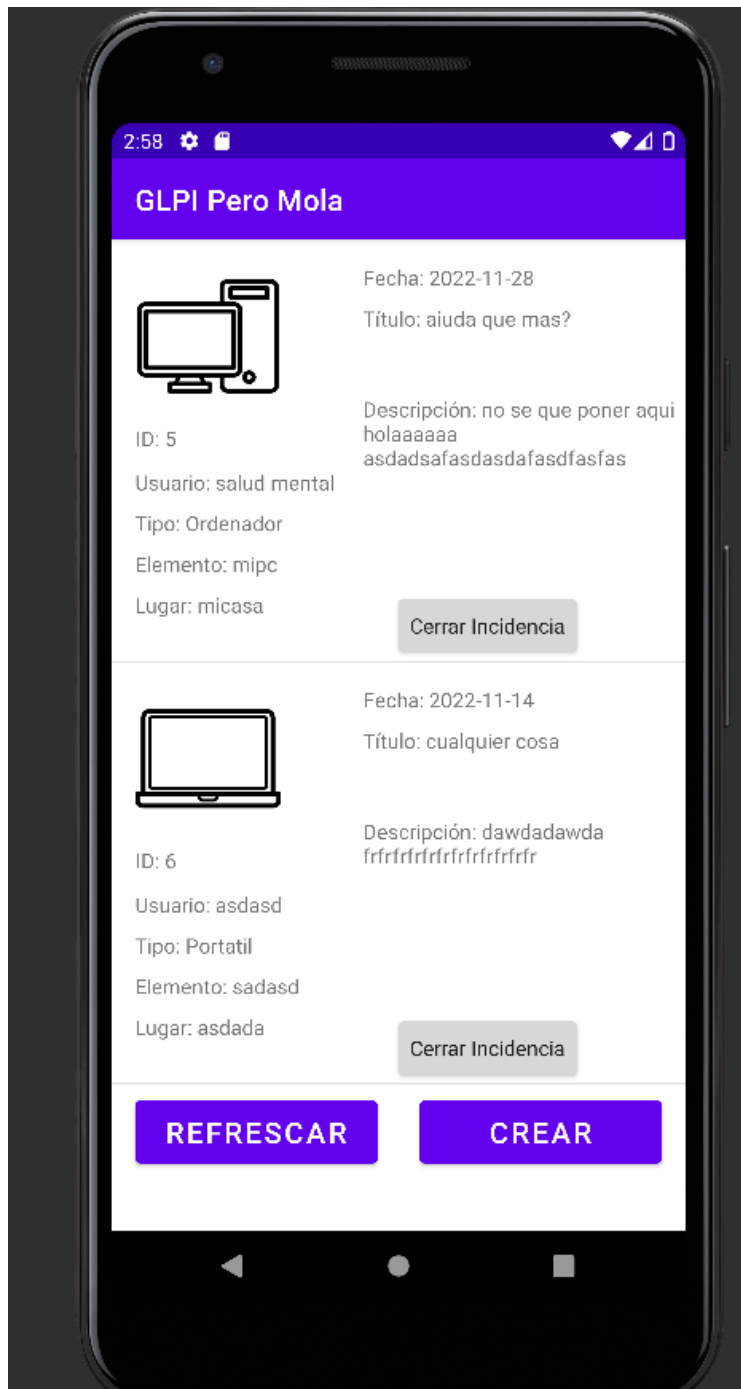 2:58
GLPI Pero Mola
Fecha: 2022-11-28
Título: aiuda que mas?
Descripción: no se que poner aqui
holaaaaaa
asdadsafasdasdafasdfasfas
ID: 5
Usuario: salud mental
Tipo: Ordenador
Elemento: mipc
Lugar: micasa
Cerrar Incidencia
Fecha: 2022-11-14
Título: cualquier cosa
Descripción: dawdadawda
frfrfrfrfrfrfrfrfrfrfr
ID: 6
Usuario: asdasd
Tipo: Portatil
Elemento: sadasd
Lugar: asdada
Cerrar Incidencia
REFRESCAR
CREAR